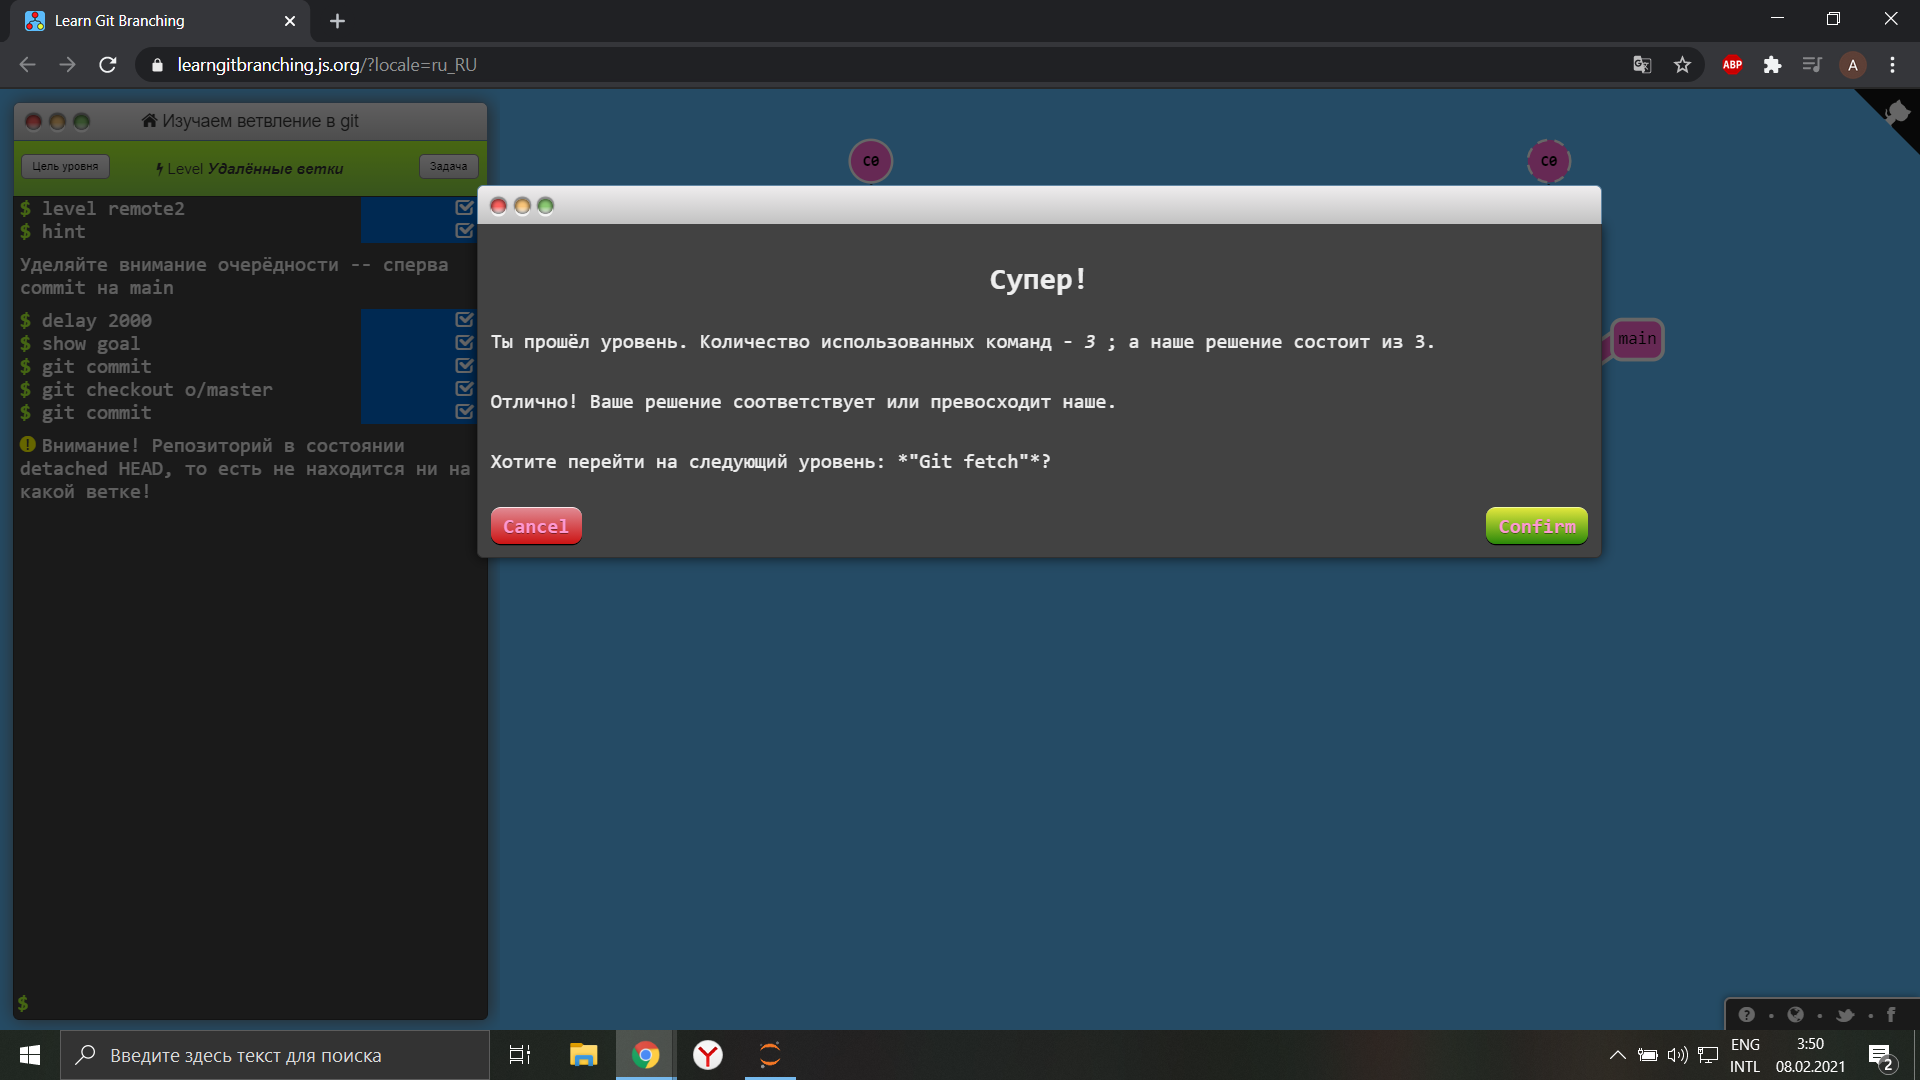 Learn Git Branching
learngitbranching.js.org/?locale=ru_RU
ABP
A
Изучаем ветвление в git
Цель уровня
Level Удалённые ветки
Задача
$ level remote2
$ hint
Уделяйте внимание очерёдности -- сперва
commit на main
$ delay 2000
$ show goal
$ git commit
$ git checkout o/master
$ git commit
Внимание! Репозиторий в состоянии
detached HEAD, то есть не находится ни на
какой ветке!
$
C0
C0
main
Супер!
Ты прошёл уровень. Количество использованных команд - 3 ; а наше решение состоит из 3.
Отлично! Ваше решение соответствует или превосходит наше.
Хотите перейти на следующий уровень: *"Git fetch"*?
Cancel
Confirm
Введите здесь текст для поиска
ENG
INTL
3:50
08.02.2021
2